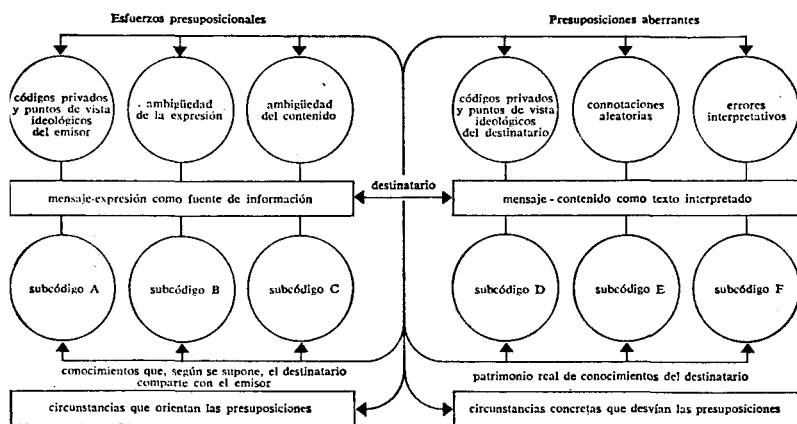 Esfuerzos presuposicionales
Presuposiciones aberrantes
códigos privados
y puntos de vista
ideológicos
del emisor
ambigüedad
de la expresión
ambigüedad
del contenido
códigos privados
y puntos de vista
ideológicos
del destinatario
connotaciones
aleatorias
errores
interpretativos
mensaje-expresión como fuente de información
destinatario
mensaje - contenido como texto interpretado
subcódigo A
subcódigo B
subcódigo C
subcódigo D
subcódigo E
subcódigo F
conocimientos que, según se supone, el destinatario
comparte con el emisor
patrimonio real de conocimientos del destinatario
circunstancias que orientan las presuposiciones
circunstancias concretas que desvían las presuposiciones